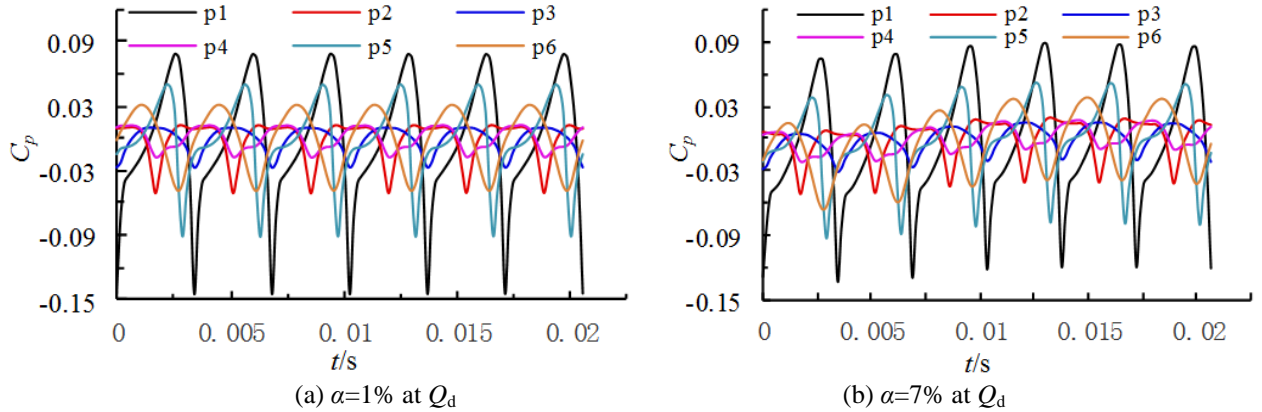 p1 p2 p3
p4 p5 p6
0.09
0.03
-0.03
-0.09
-0.15
Cp
0 0.005 0.01 0.015 0.02
t/s
(a) α=1% at Qd
p1 p2 p3
p4 p5 p6
0.09
0.03
-0.03
-0.09
-0.15
Cp
0 0.005 0.01 0.015 0.02
t/s
(b) α=7% at Qd